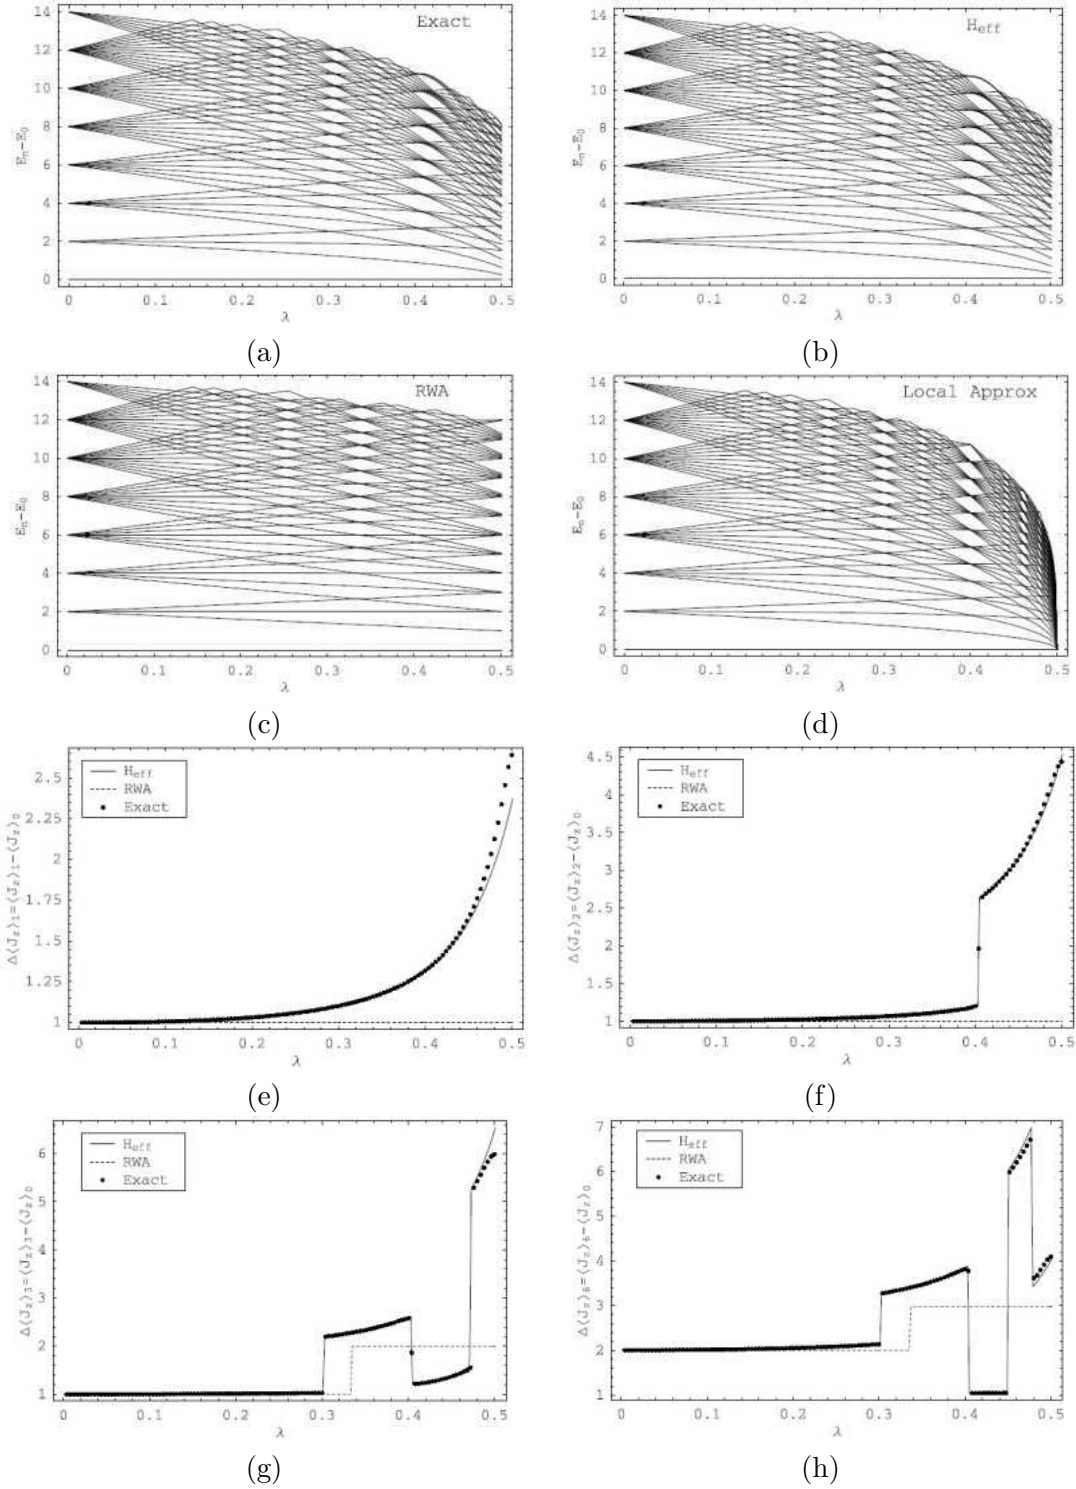 Exact
E_n-E_0
14
12
10
8
6
4
2
0
0 0.1 0.2 0.3 0.4 0.5
λ
(a)
H_eff
E_n-E_0
14
12
10
8
6
4
2
0
0 0.1 0.2 0.3 0.4 0.5
λ
(b)
RWA
E_n-E_0
14
12
10
8
6
4
2
0
0 0.1 0.2 0.3 0.4 0.5
λ
(c)
Local Approx
E_n-E_0
14
12
10
8
6
4
2
0
0 0.1 0.2 0.3 0.4 0.5
λ
(d)
H_eff
RWA
Exact
Δ⟨J_z⟩_1=⟨J_z⟩_1-⟨J_z⟩_0
2.5
2.25
2
1.75
1.5
1.25
1
0 0.1 0.2 0.3 0.4 0.5
λ
(e)
H_eff
RWA
Exact
Δ⟨J_z⟩_2=⟨J_z⟩_2-⟨J_z⟩_0
4.5
4
3.5
3
2.5
2
1.5
1
0 0.1 0.2 0.3 0.4 0.5
λ
(f)
H_eff
RWA
Exact
Δ⟨J_z⟩_3=⟨J_z⟩_3-⟨J_z⟩_0
6
5
4
3
2
1
0 0.1 0.2 0.3 0.4 0.5
λ
(g)
H_eff
RWA
Exact
Δ⟨J_z⟩_6=⟨J_z⟩_6-⟨J_z⟩_0
7
6
5
4
3
2
1
0 0.1 0.2 0.3 0.4 0.5
λ
(h)